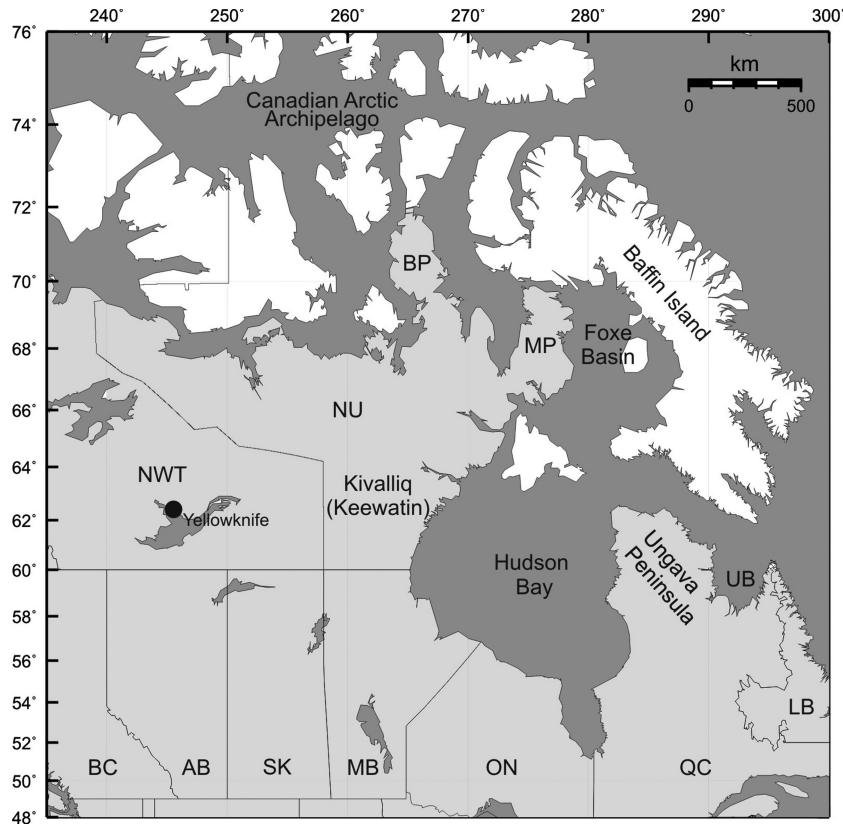 240˚ 250˚ 260˚ 270˚ 280˚ 290˚ 300˚
76˚
km
0 500
Canadian Arctic
Archipelago
74˚
72˚
BP
Baffin Island
70˚
MP
Foxe
Basin
68˚
NU
66˚
64˚
NWT
Kivalliq
(Keewatin)
Yellowknife
62˚
Ungava
Peninsula
Hudson
Bay
UB
60˚
58˚
56˚
54˚
LB
52˚
BC AB SK MB ON QC
50˚
48˚